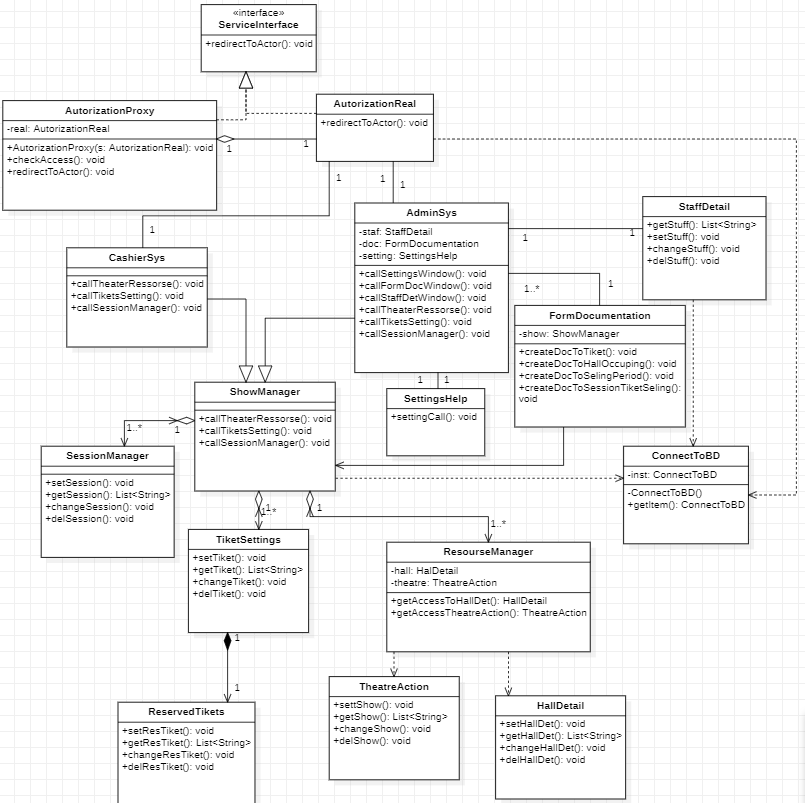 «interface»
ServiceInterface
+redirectToActor(): void
AutorizationProxy
-real: AutorizationReal
+AutorizationProxy(s: AutorizationReal): void
+checkAccess(): void
+redirectToActor(): void
AutorizationReal
+redirectToActor(): void
1
1
1
1
1
1
AdminSys
-staf: StaffDetail
-doc: FormDocumentation
-setting: SettingsHelp
+callSettingsWindow(): void
+callFormDocWindow(): void
+callStaffDetWindow(): void
+callTheaterRessorse(): void
+callTiketsSetting(): void
+callSessionManager(): void
StaffDetail
+getStuff(): List<String>
+setStuff(): void
+changeStuff(): void
+delStuff(): void
1
1
CashierSys
+callTheaterRessorse(): void
+callTiketsSetting(): void
+callSessionManager(): void
1..*
1
FormDocumentation
-show: ShowManager
+createDocToTiket(): void
+createDocToHallOccuping(): void
+createDocToSelingPeriod(): void
+createDocToSessionTiketSeling():
void
1
1
SettingsHelp
+settingCall(): void
ShowManager
+callTheaterRessorse(): void
+callTiketsSetting(): void
+callSessionManager(): void
1..*
1
SessionManager
+setSession(): void
+getSession(): List<String>
+changeSession(): void
+delSession(): void
ConnectToBD
-inst: ConnectToBD
-ConnectToBD()
+getItem(): ConnectToBD
1
1..*
1
1..*
TiketSettings
+setTiket(): void
+getTiket(): List<String>
+changeTiket(): void
+delTiket(): void
ResourseManager
-hall: HalDetail
-theatre: TheatreAction
+getAccessToHallDet(): HallDetail
+getAccessTheatreAction(): TheatreAction
1
1
ReservedTikets
+setResTiket(): void
+getResTiket(): List<String>
+changeResTiket(): void
+delResTiket(): void
TheatreAction
+settShow(): void
+getShow(): List<String>
+changeShow(): void
+delShow(): void
HallDetail
+setHallDet(): void
+getHallDet(): List<String>
+changeHallDet(): void
+delHallDet(): void